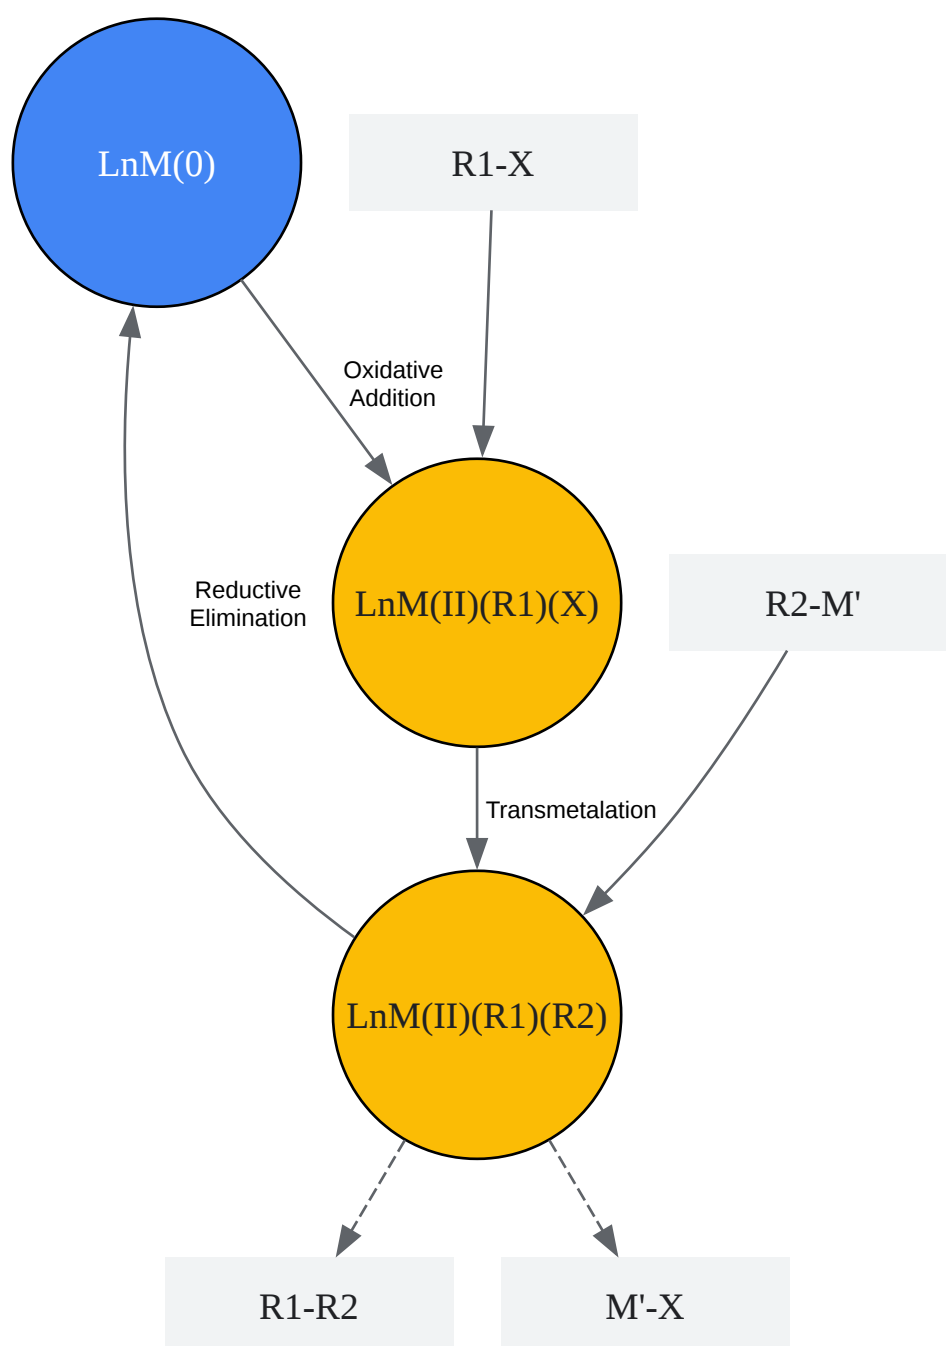 LnM(0)
R1-X
Oxidative
Addition
Reductive
Elimination
LnM(II)(R1)(X)
R2-M'
Transmetalation
LnM(II)(R1)(R2)
R1-R2
M'-X